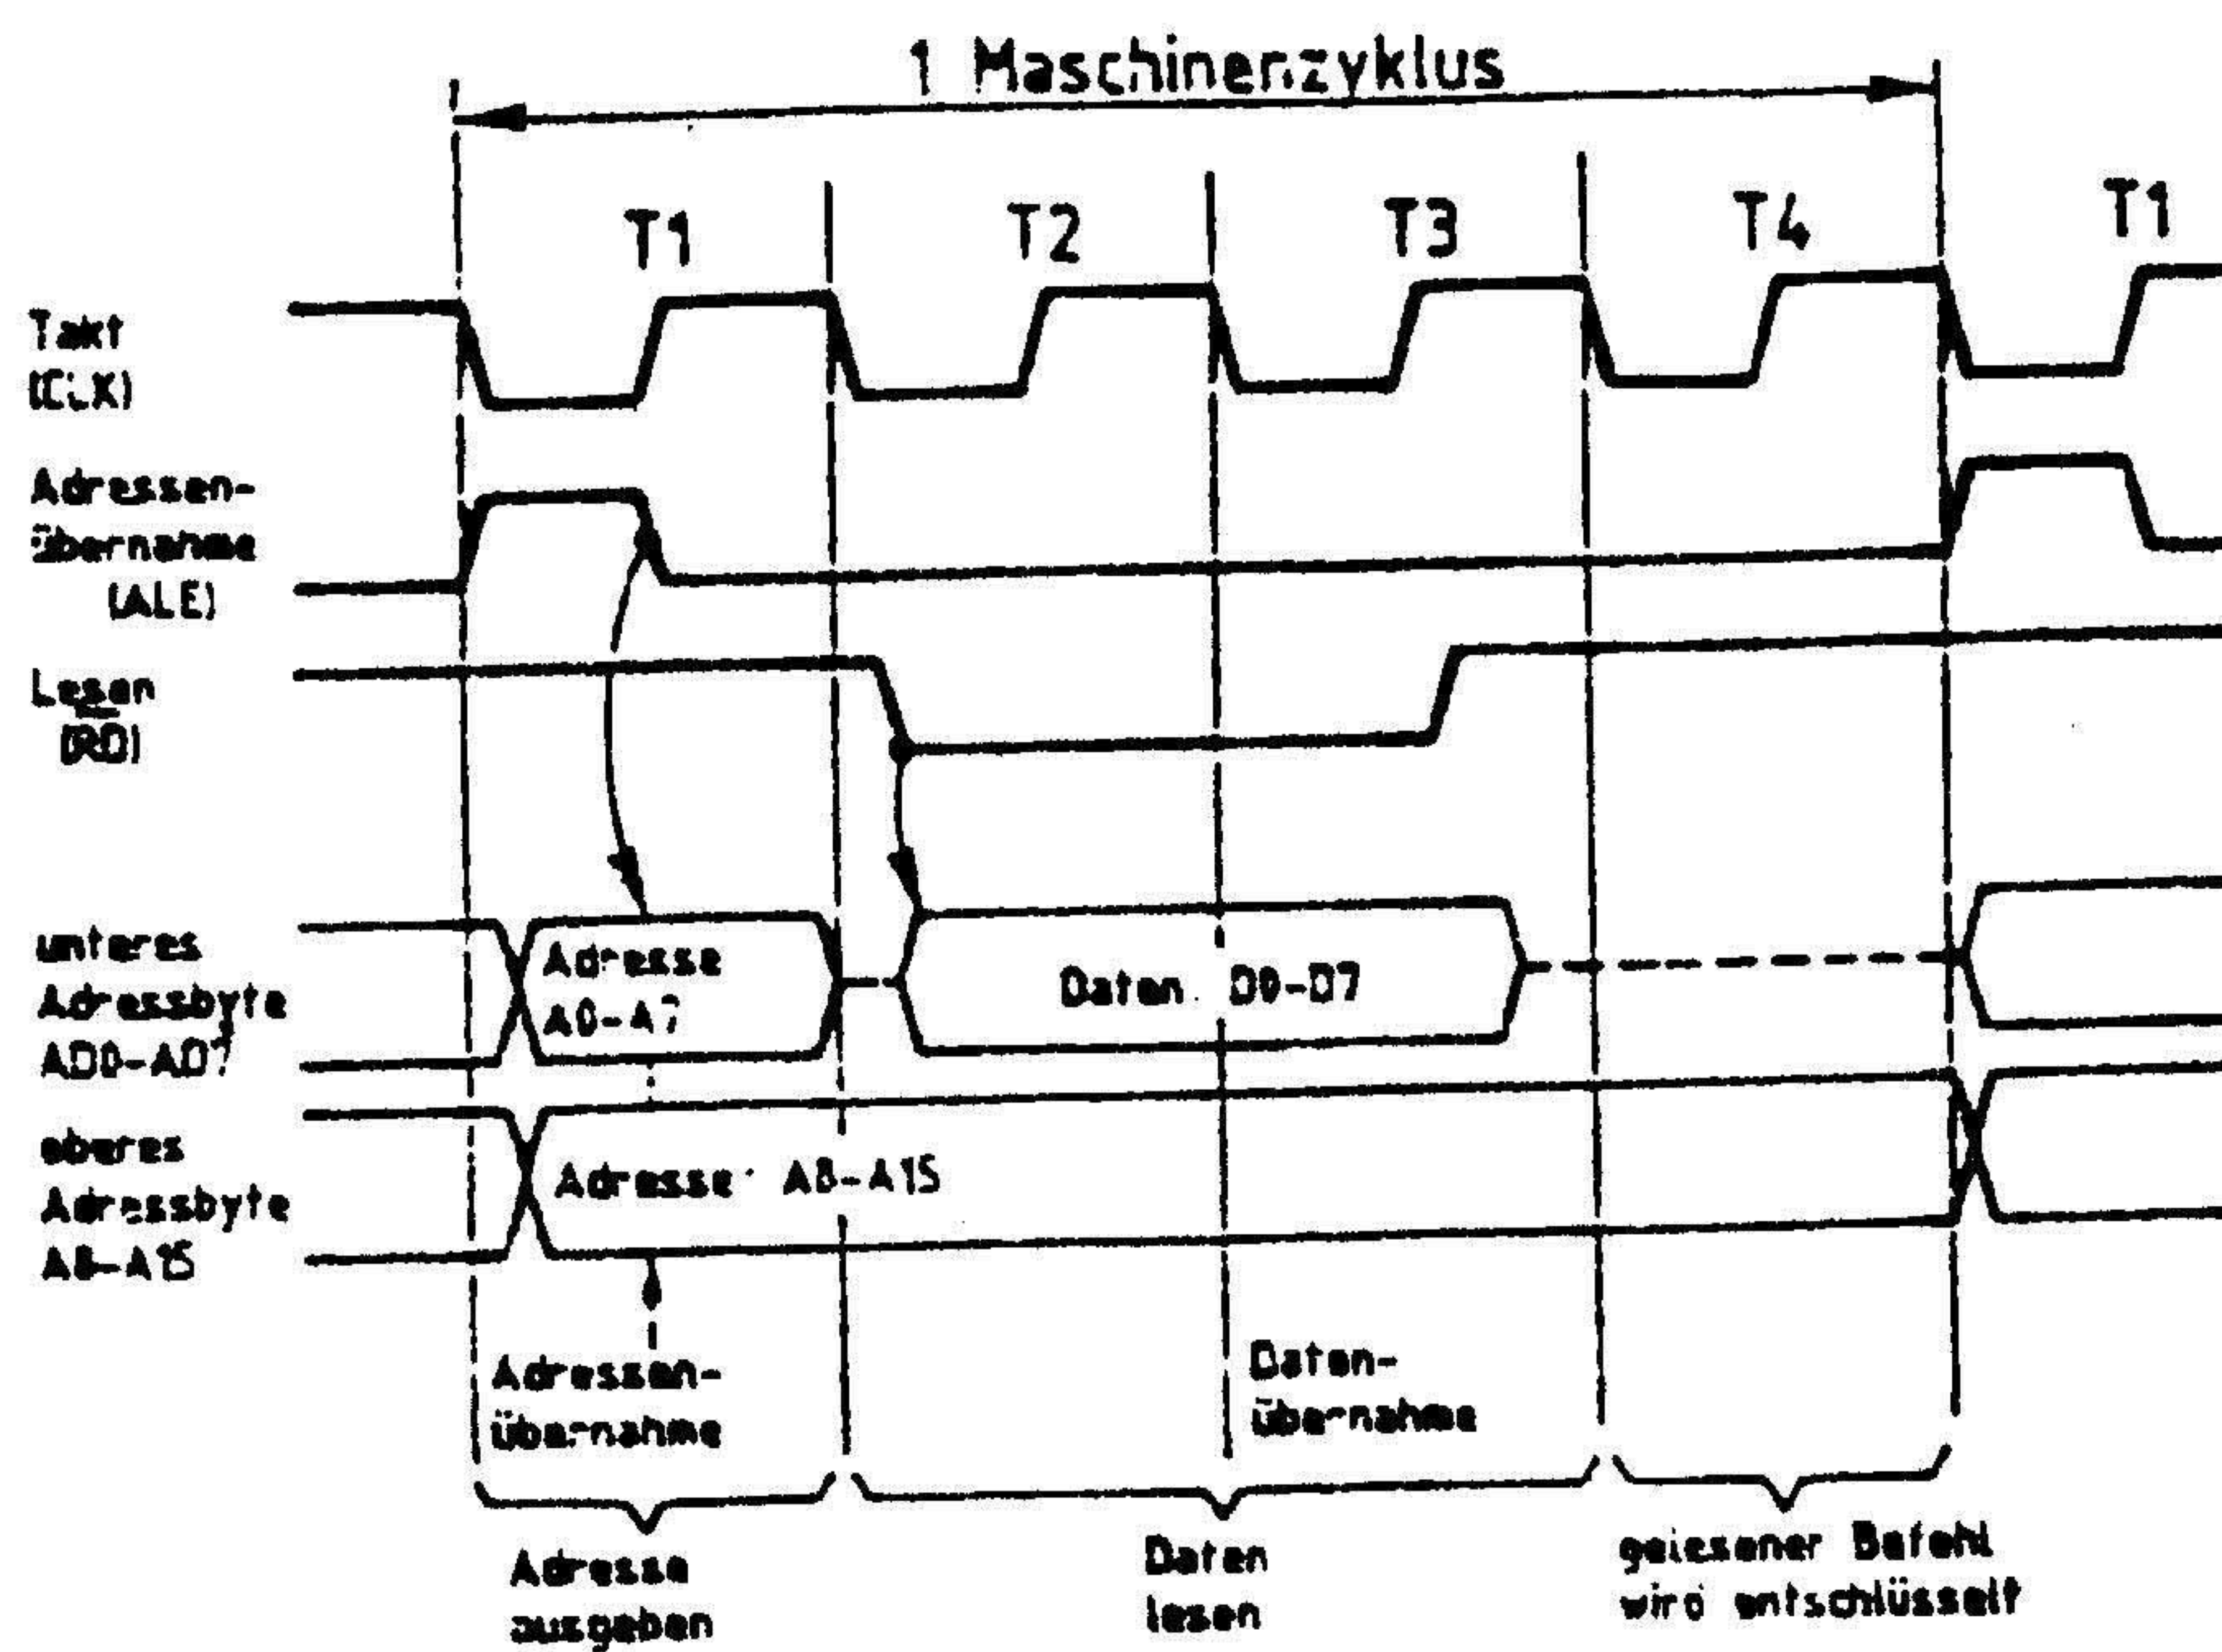 1 Maschinenzyklus
T1 T2 T3 T4 T1
Takt
(CLK)
Adressen-
übernahme
(ALE)
Lesen
(RD)
unteres
Adressbyte
AD0-AD7
Adresse
A0-A7
Daten D0-D7
oberes
Adressbyte
A8-A15
Adresse A8-A15
Adressen-
übernahme
Daten-
übernahme
Adresse
ausgeben
Daten
lesen
gelesener Befehl
wird entschlüsselt